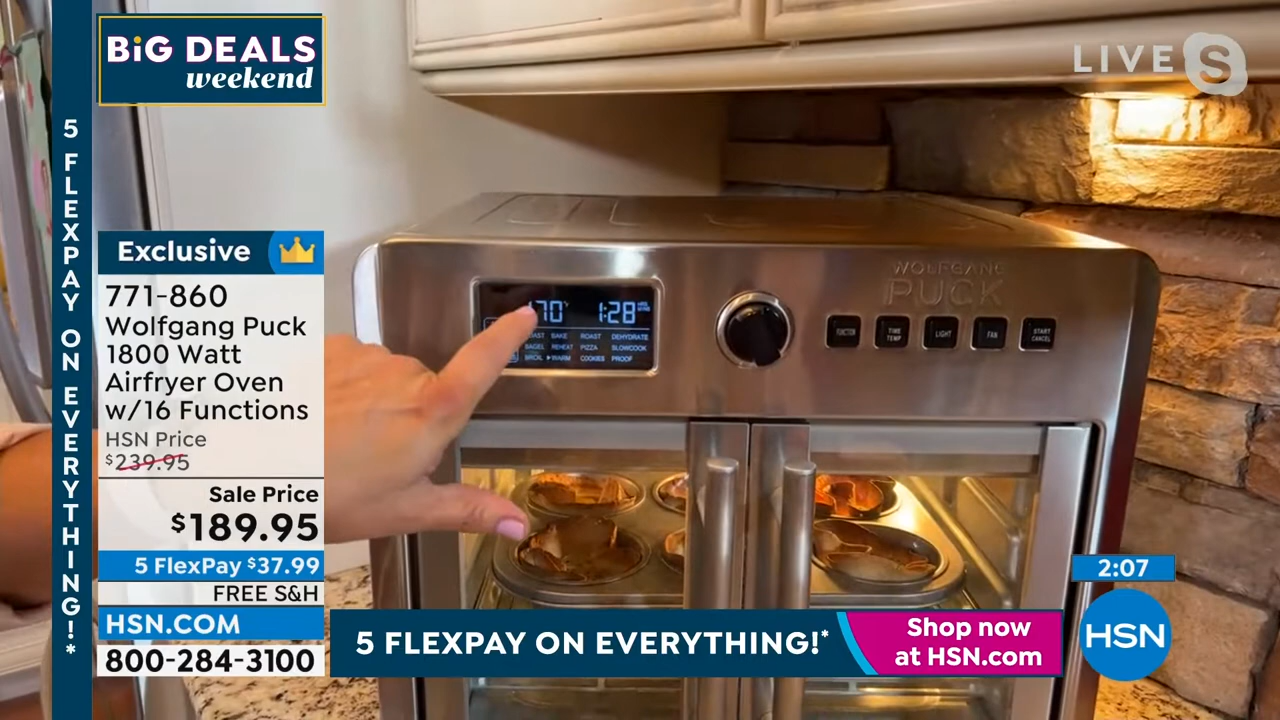 BiG DEALS
weekend
LIVE S
5 FLEXPAY ON EVERYTHING!*
Exclusive
771-860
Wolfgang Puck
1800 Watt
Airfryer Oven
w/16 Functions
HSN Price
$239.95
Sale Price
$189.95
5 FlexPay $37.99
FREE S&H
HSN.COM
800-284-3100
WOLFGANG
PUCK
70° 1:28
BAKE ROAST DEHYDRATE
BAGEL REHEAT PIZZA SLOWCOOK
BROIL ▸WARM COOKIES PROOF
FUNCTION
TIME
TEMP
LIGHT
FAN
START
CANCEL
5 FLEXPAY ON EVERYTHING!*
Shop now
at HSN.com
2:07
HSN